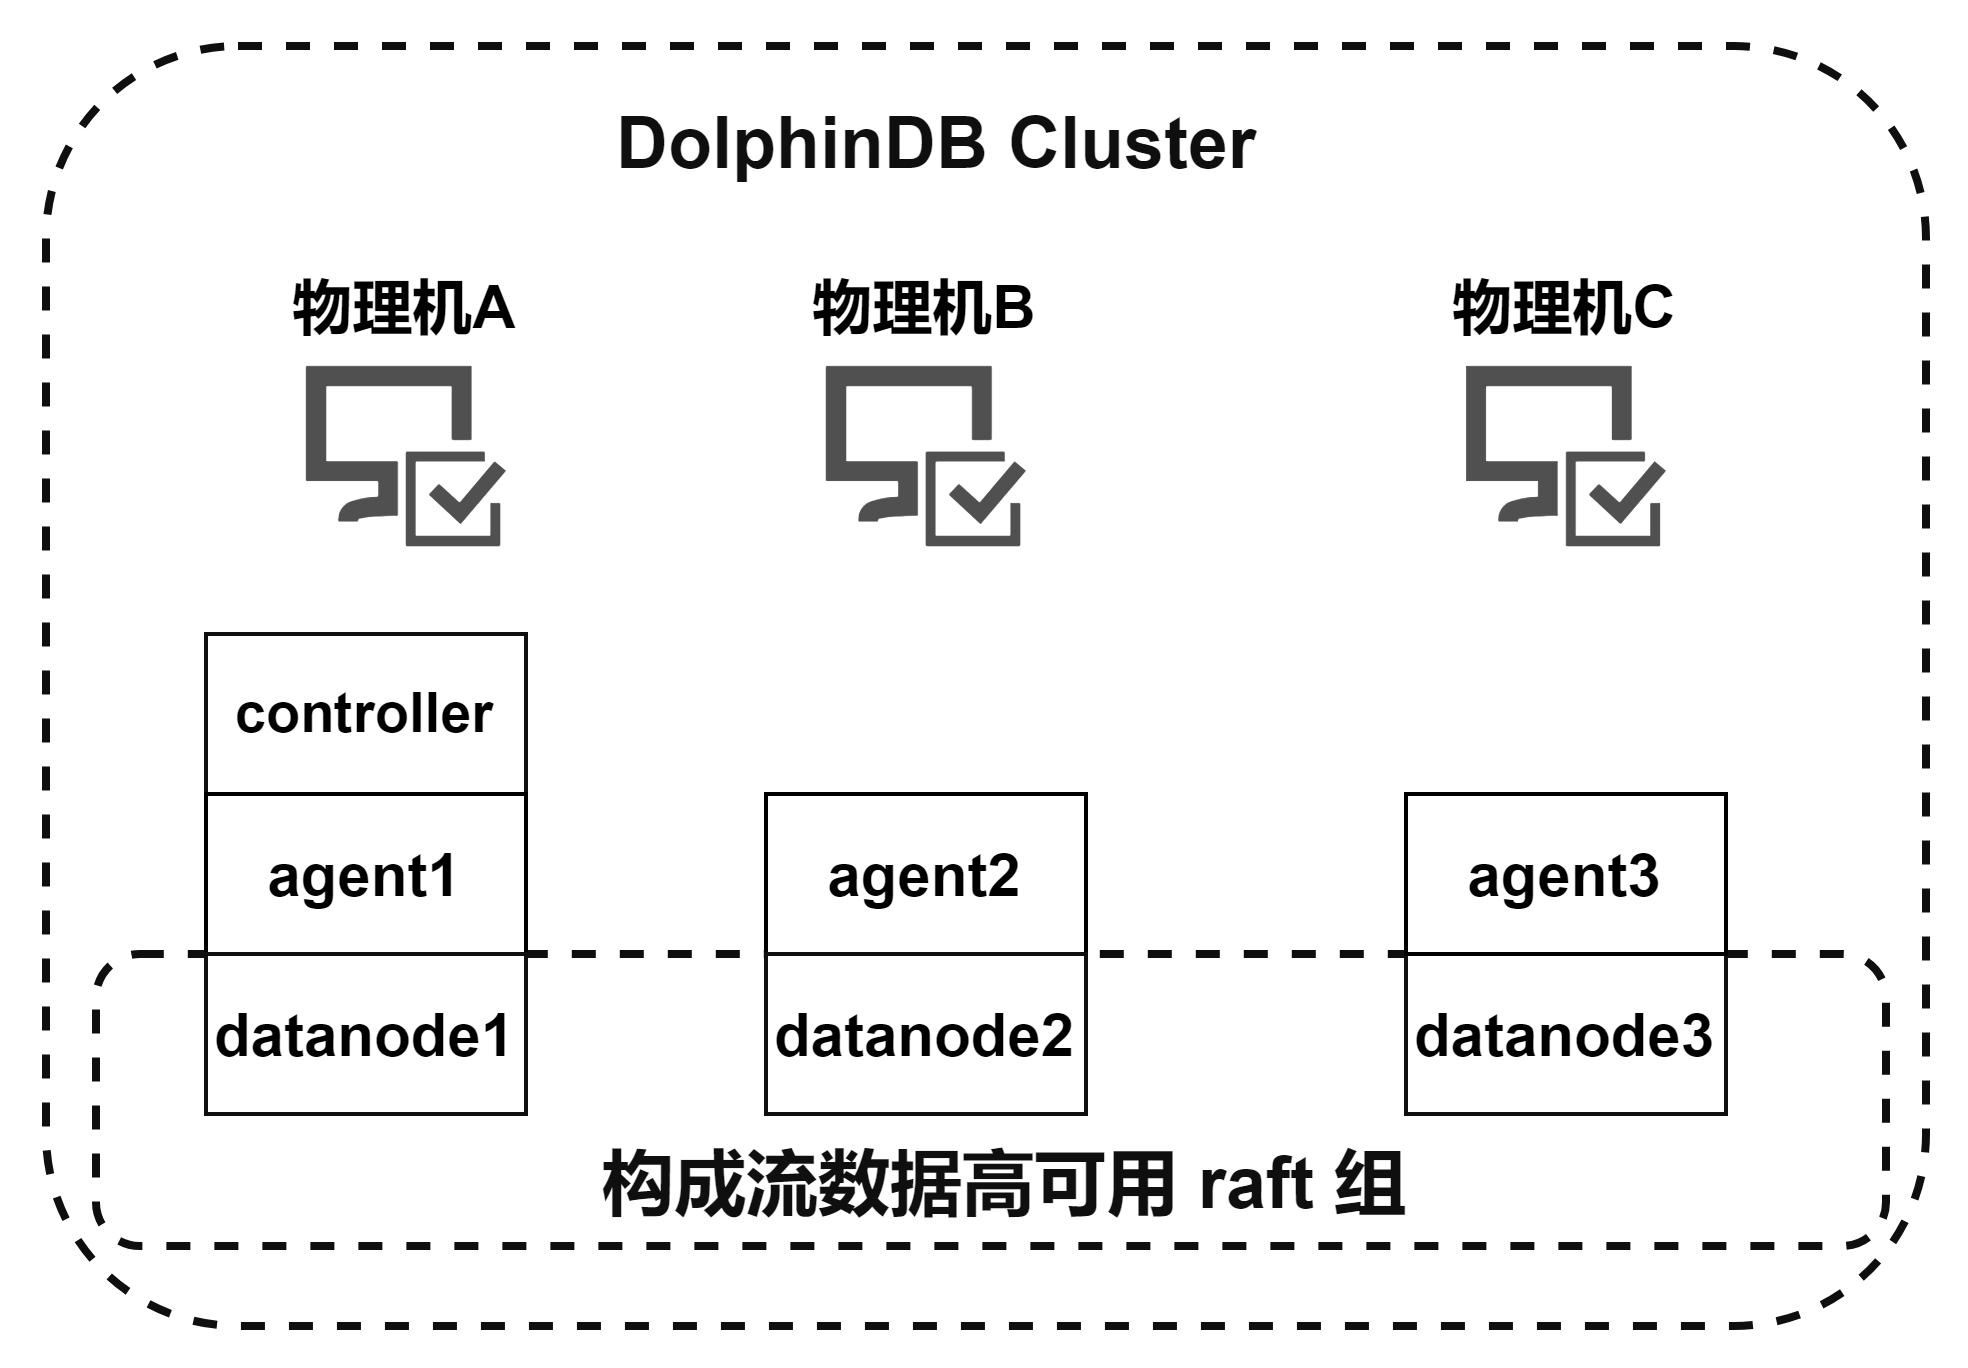 DolphinDB Cluster
物理机A
物理机B
物理机C
controller
agent1
agent2
agent3
datanode1
datanode2
datanode3
构成流数据高可用 raft 组